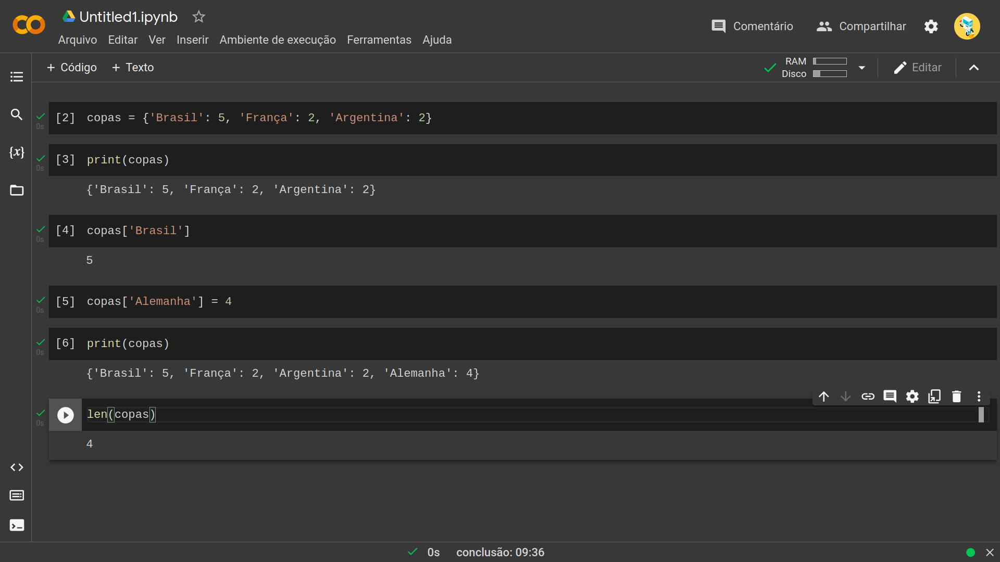 Untitled1.ipynb
Arquivo Editar Ver Inserir Ambiente de execução Ferramentas Ajuda
Comentário Compartilhar
+ Código + Texto
RAM
Disco
Editar
[2] copas = {'Brasil': 5, 'França': 2, 'Argentina': 2}
0s
[3] print(copas)
0s
{'Brasil': 5, 'França': 2, 'Argentina': 2}
[4] copas['Brasil']
0s
5
[5] copas['Alemanha'] = 4
0s
[6] print(copas)
0s
{'Brasil': 5, 'França': 2, 'Argentina': 2, 'Alemanha': 4}
len(copas)
0s
4
0s conclusão: 09:36